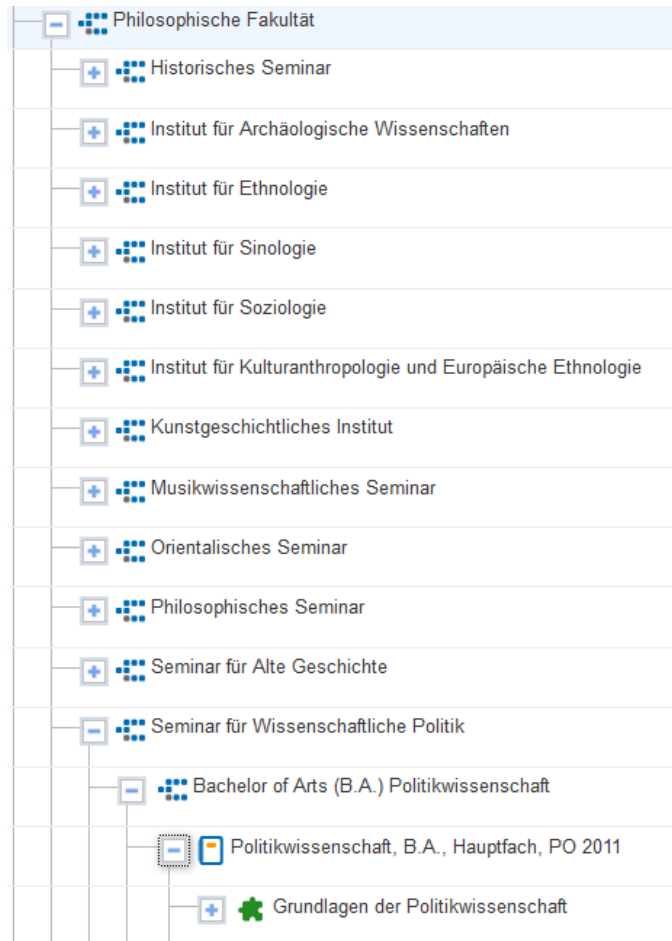 Philosophische Fakultät
Historisches Seminar
Institut für Archäologische Wissenschaften
Institut für Ethnologie
Institut für Sinologie
Institut für Soziologie
Institut für Kulturanthropologie und Europäische Ethnologie
Kunstgeschichtliches Institut
Musikwissenschaftliches Seminar
Orientalisches Seminar
Philosophisches Seminar
Seminar für Alte Geschichte
Seminar für Wissenschaftliche Politik
Bachelor of Arts (B.A.) Politikwissenschaft
Politikwissenschaft, B.A., Hauptfach, PO 2011
Grundlagen der Politikwissenschaft